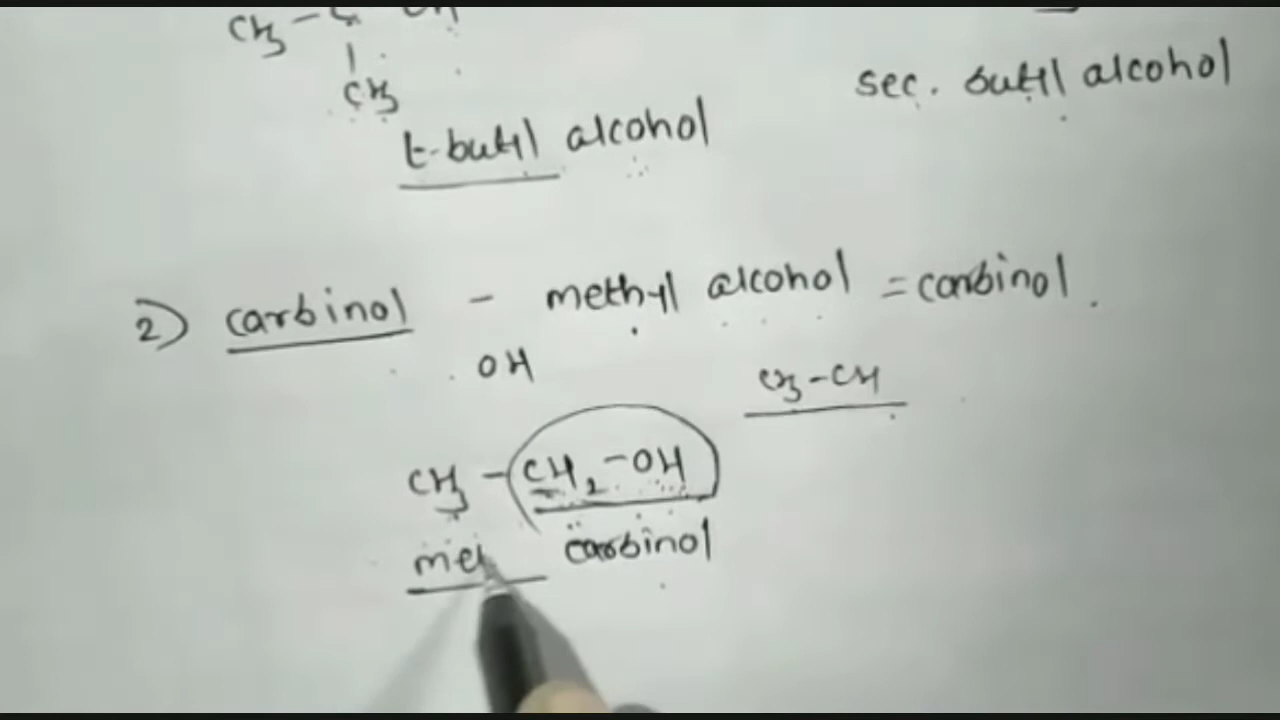 CH3 -
|
CH3
sec. butyl alcohol
t-butyl alcohol
2) carbinol - methyl alcohol = carbinol.
OH
CH3-CH
CH3 - CH2 - OH
carbinol